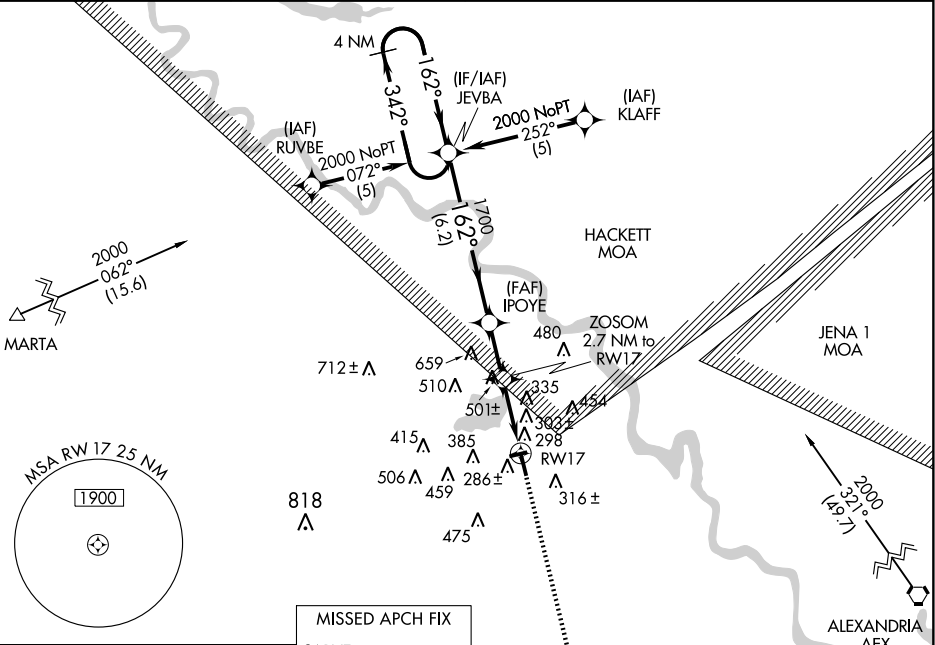 4 NM
162°
342°
(IF/IAF)
JEVBA
(IAF)
KLAFF
2000 NoPT
252°
(5)
(IAF)
RUVBE
2000 NoPT
072°
(5)
1700
162°
(6.2)
HACKETT
MOA
2000
062°
(15.6)
MARTA
(FAF)
IPOYE
480
ZOSOM
2.7 NM to
RW17
JENA 1
MOA
712±
659
510
501±
335
454
303±
298
RW17
415
385
506
459
286±
316±
818
475
MSA RW 17 25 NM
1900
2000
321°
(49.7)
MISSED APCH FIX
ALEXANDRIA
AEX